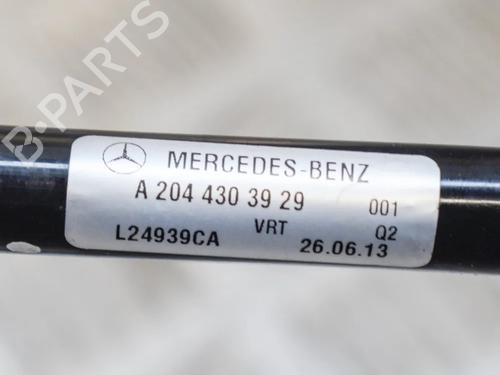 MERCEDES-BENZ
A 204 430 39 29 001
L24939CA VRT Q2
26.06.13
B-PARTS